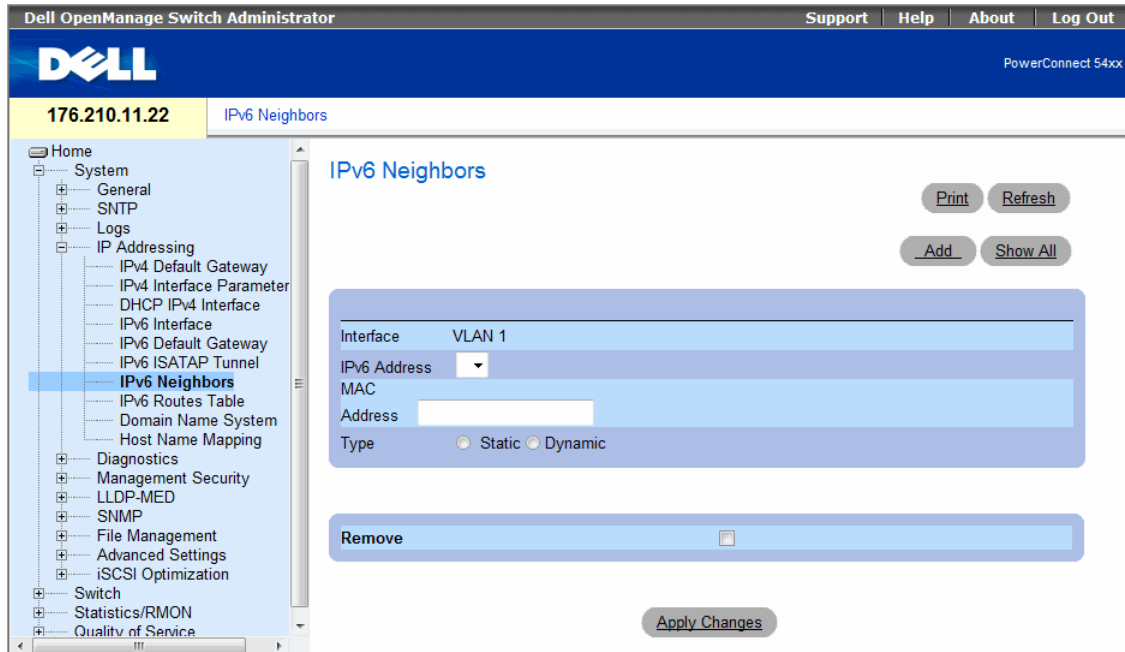 Dell OpenManage Switch Administrator
Support Help About Log Out
DELL
PowerConnect 54xx
176.210.11.22
IPv6 Neighbors
Home
System
General
SNTP
Logs
IP Addressing
IPv4 Default Gateway
IPv4 Interface Parameter
DHCP IPv4 Interface
IPv6 Interface
IPv6 Default Gateway
IPv6 ISATAP Tunnel
IPv6 Neighbors
IPv6 Routes Table
Domain Name System
Host Name Mapping
Diagnostics
Management Security
LLDP-MED
SNMP
File Management
Advanced Settings
iSCSI Optimization
Switch
Statistics/RMON
Quality of Service
IPv6 Neighbors
Print Refresh
Add Show All
Interface VLAN 1
IPv6 Address
MAC
Address
Type Static Dynamic
Remove
Apply Changes